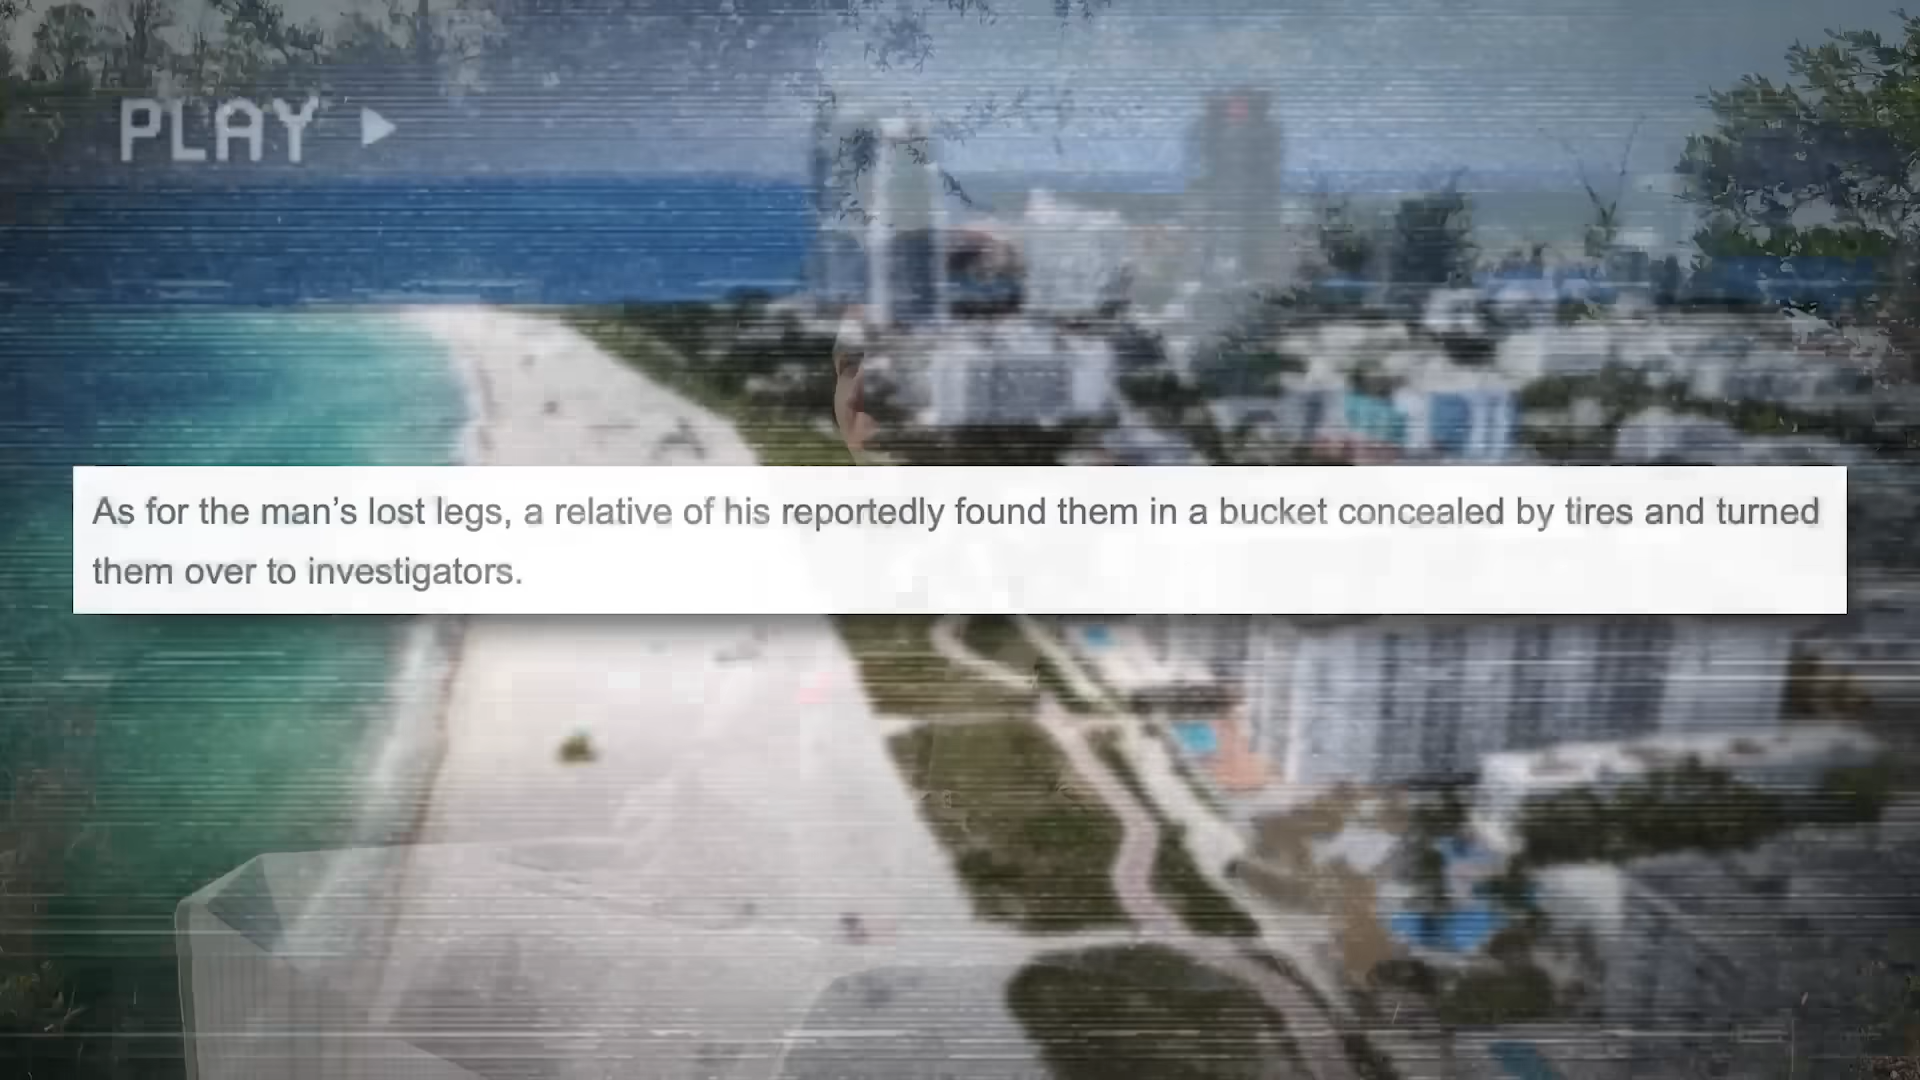 PLAY
As for the man’s lost legs, a relative of his reportedly found them in a bucket concealed by tires and turned
them over to investigators.